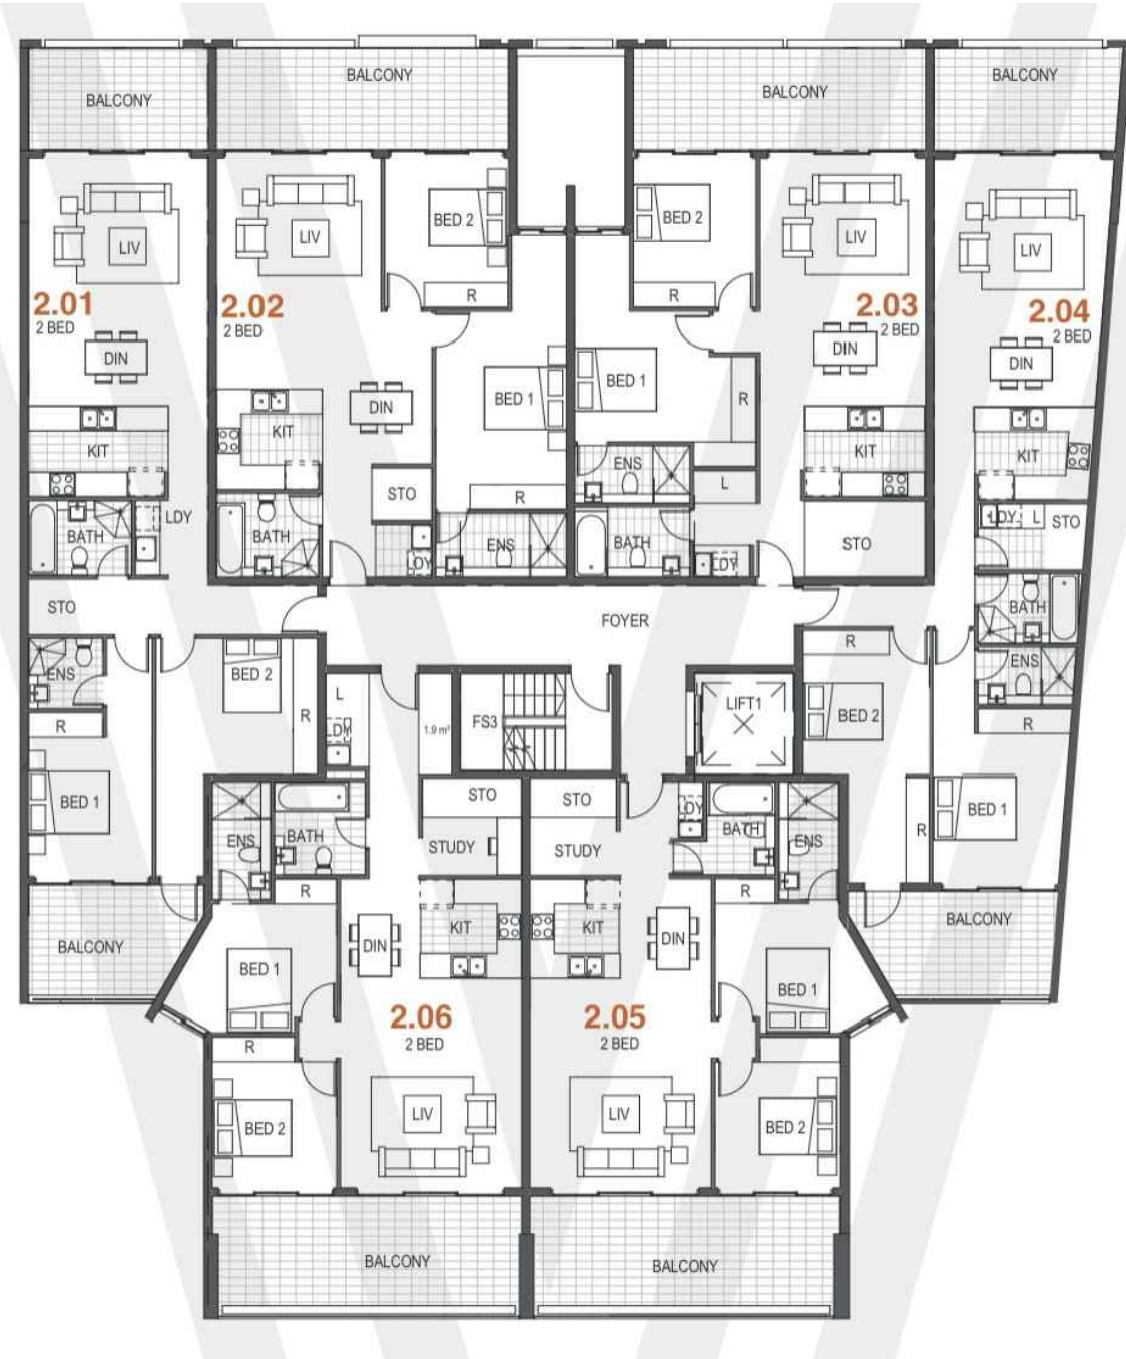 BALCONY
BALCONY
BALCONY
BALCONY
LIV
2.01
2 BED
DIN
KIT
BATH
LDY
STO
ENS
R
BED 1
BED 2
R
BALCONY
LIV
BED 2
R
2.02
2 BED
BED 1
DIN
KIT
STO
R
BATH
LDY
ENS
BED 2
R
LIV
2.03
2 BED
DIN
BED 1
R
ENS
L
KIT
BATH
LDY
STO
LIV
2.04
2 BED
DIN
KIT
LDY
L
STO
BATH
ENS
R
BED 2
R
R
BED 1
BALCONY
FOYER
L
LDY
1.9 m²
FS3
LIFT1
STO
STUDY
ENS
BATH
R
KIT
DIN
BED 1
2.06
2 BED
R
BED 2
LIV
BALCONY
STO
STUDY
LDY
BATH
ENS
R
KIT
DIN
BED 1
2.05
2 BED
LIV
BED 2
BALCONY